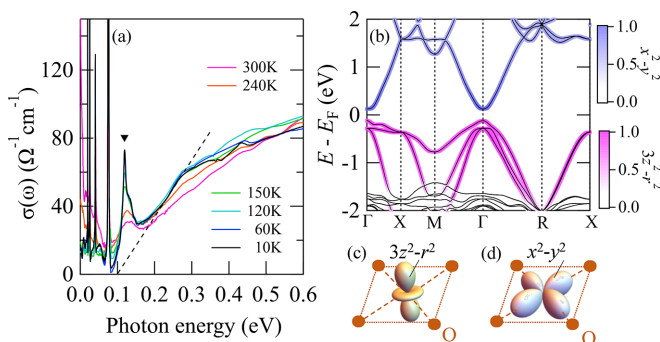 (a)
300K
240K
150K
120K
60K
10K
σ(ω) (Ω⁻¹ cm⁻¹)
120
80
40
0
0.0 0.1 0.2 0.3 0.4 0.5 0.6
Photon energy (eV)
(b)
E - E_F (eV)
2
1
0
-1
-2
Γ X M Γ R X
1.0
0.5
0.0
x²-y²
1.0
0.5
0.0
3z²-r²
(c)
3z²-r²
O
(d)
x²-y²
O